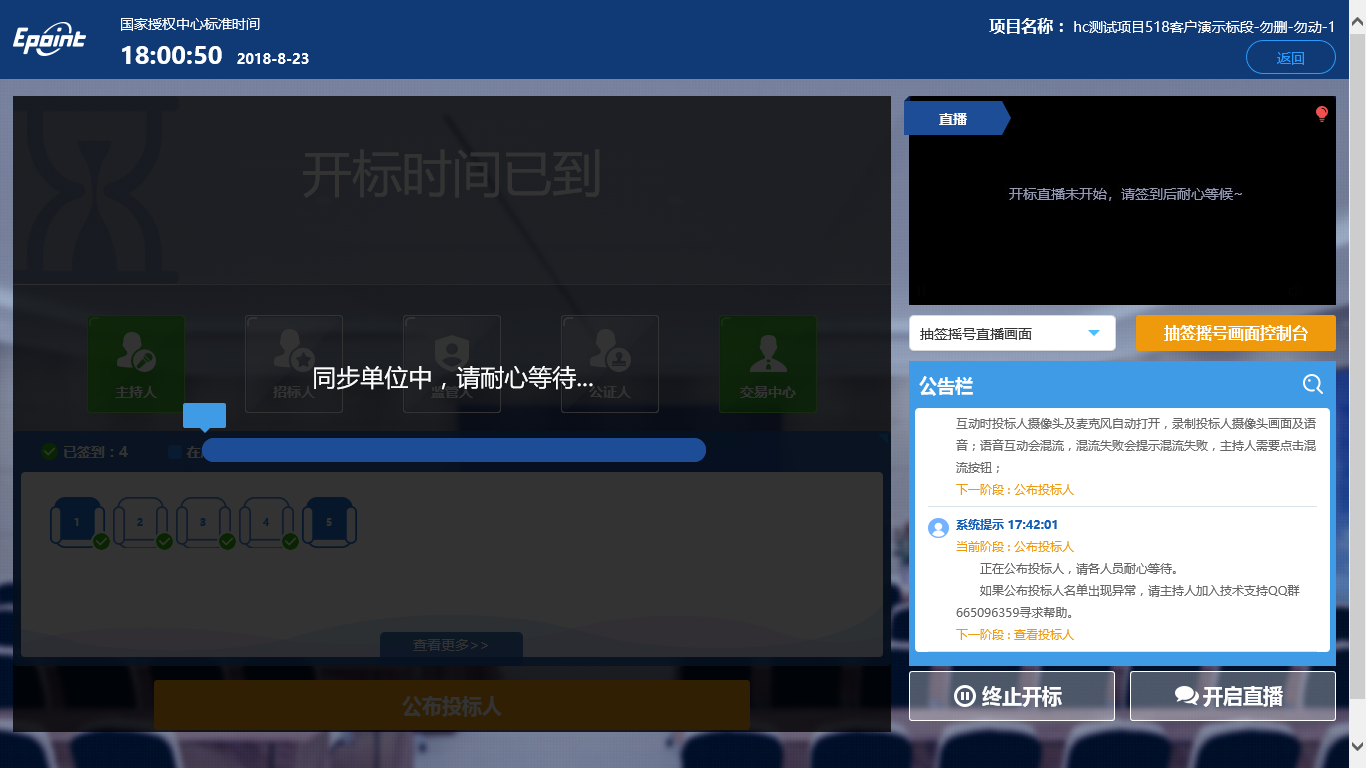 Epoint
国家授权中心标准时间
18:00:50 2018-8-23
项目名称： hc测试项目518客户演示标段-勿删-勿动-1
返回
开标时间已到
直播
开标直播未开始，请签到后耐心等候~
抽签摇号直播画面
抽签摇号画面控制台
主持人 招标人 监管人 公证人 交易中心
同步单位中，请耐心等待...
已签到：4 在
1 2 3 4 5
查看更多>>
公布投标人
公告栏
互动时投标人摄像头及麦克风自动打开，录制投标人摄像头画面及语
音；语音互动会混流，混流失败会提示混流失败，主持人需要点击混
流按钮；
下一阶段：公布投标人
系统提示 17:42:01
当前阶段：公布投标人
正在公布投标人，请各人员耐心等待。
如果公布投标人名单出现异常，请主持人加入技术支持QQ群
665096359寻求帮助。
下一阶段：查看投标人
终止开标
开启直播